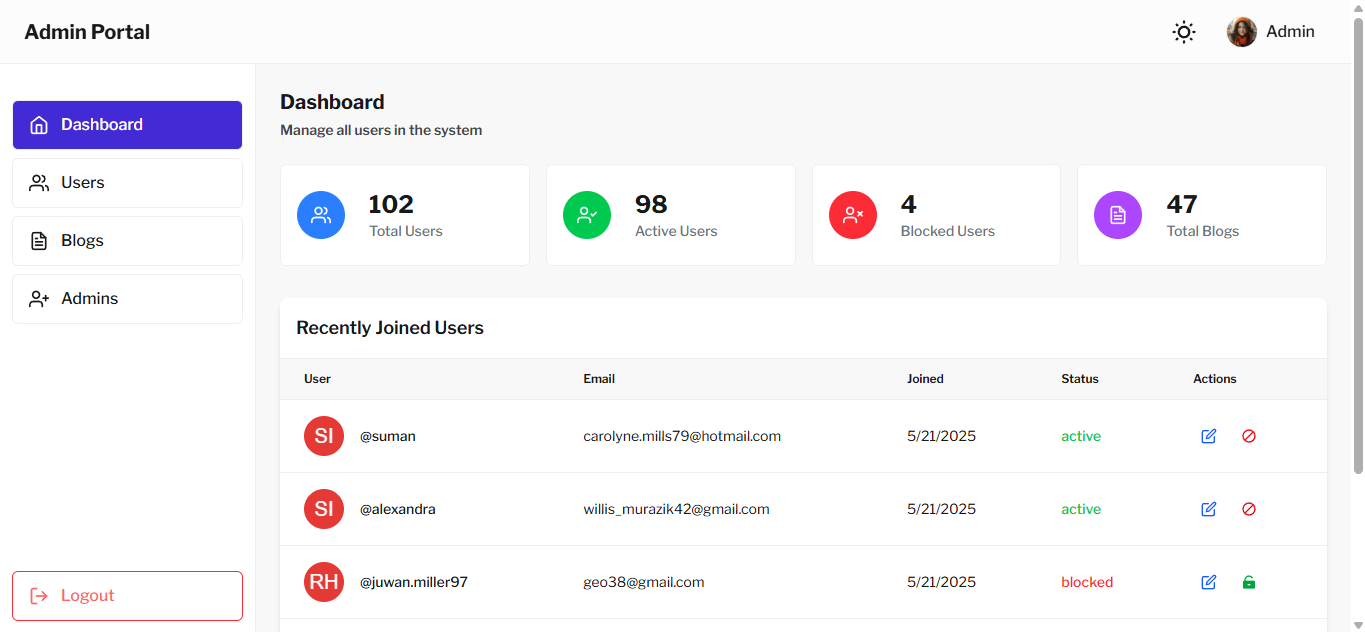 Admin Portal
Admin
Dashboard
Users
Blogs
Admins
Logout
Dashboard
Manage all users in the system
102
Total Users
98
Active Users
4
Blocked Users
47
Total Blogs
Recently Joined Users
User Email Joined Status Actions
SI @suman carolyne.mills79@hotmail.com 5/21/2025 active
SI @alexandra willis_murazik42@gmail.com 5/21/2025 active
RH @juwan.miller97 geo38@gmail.com 5/21/2025 blocked